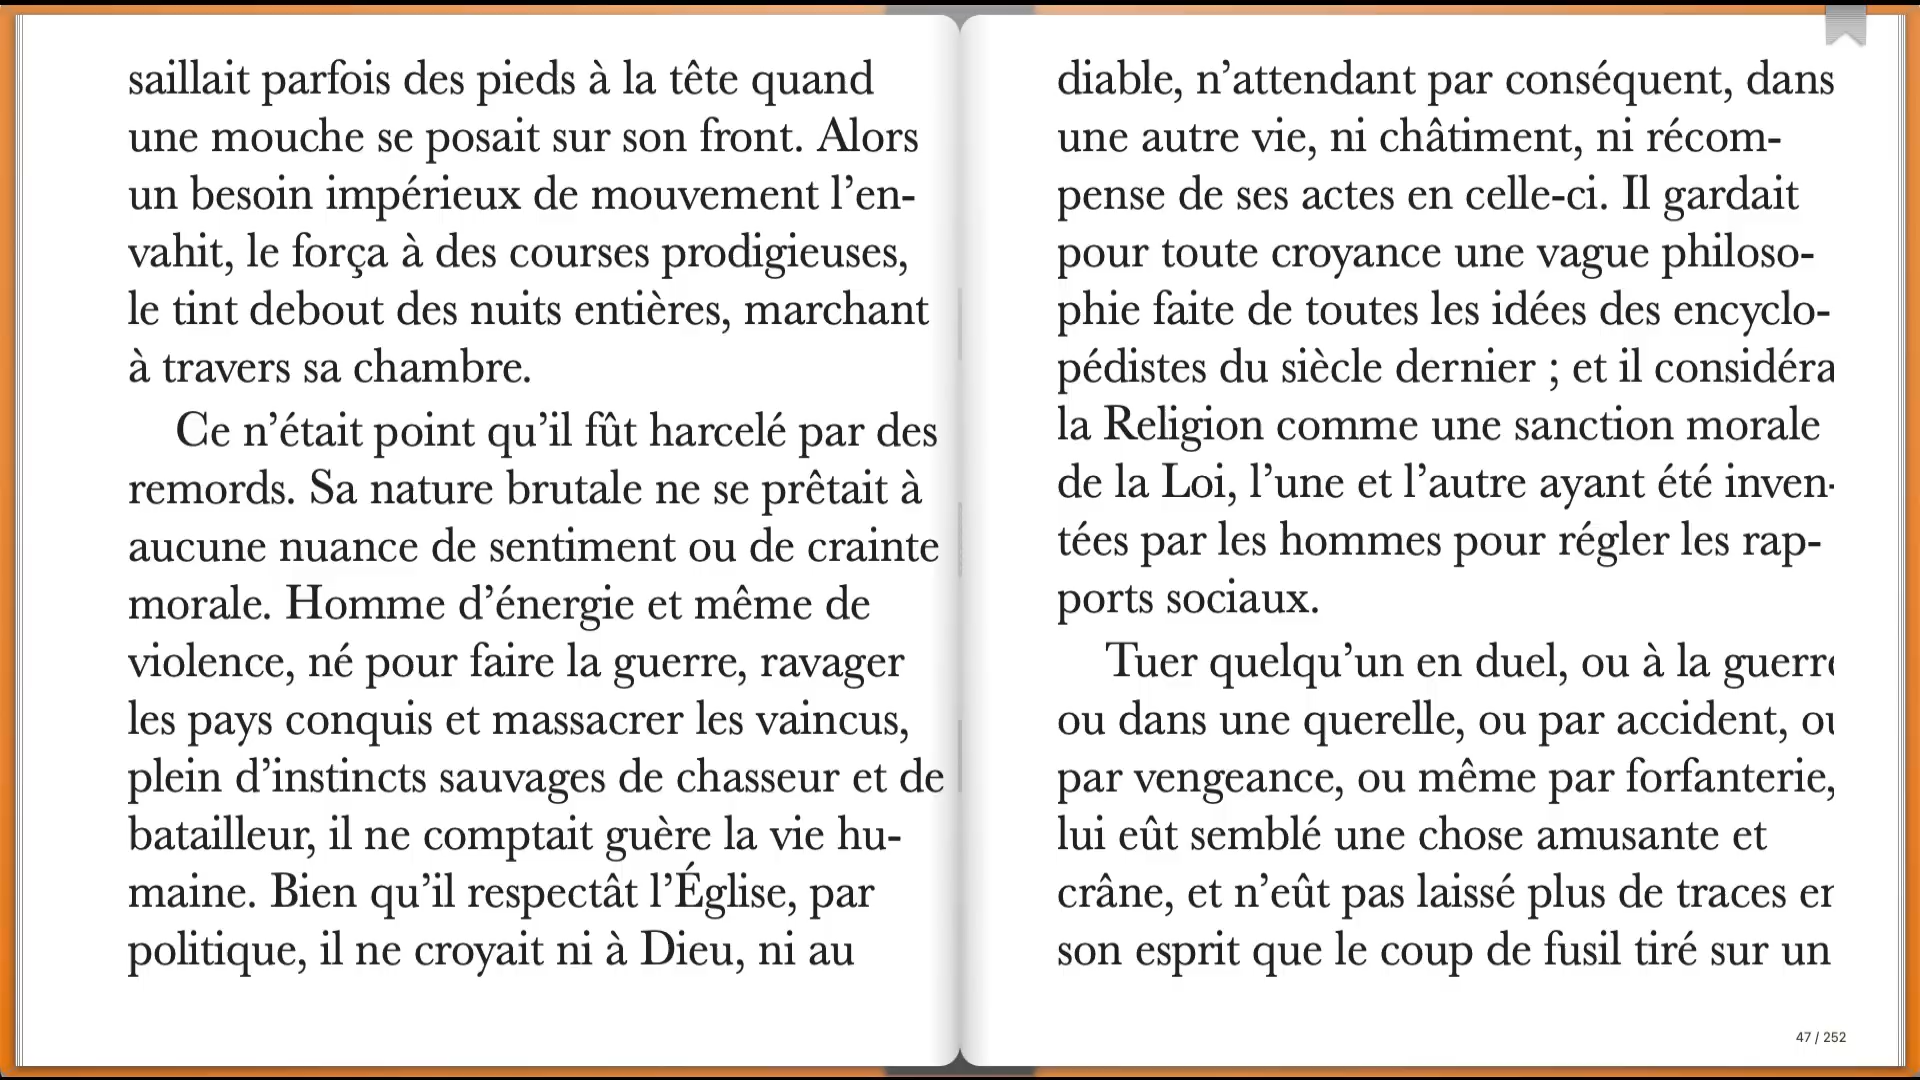 saillait parfois des pieds à la tête quand
une mouche se posait sur son front. Alors
un besoin impérieux de mouvement l’en-
vahit, le força à des courses prodigieuses,
le tint debout des nuits entières, marchant
à travers sa chambre.
Ce n’était point qu’il fût harcelé par des
remords. Sa nature brutale ne se prêtait à
aucune nuance de sentiment ou de crainte
morale. Homme d’énergie et même de
violence, né pour faire la guerre, ravager
les pays conquis et massacrer les vaincus,
plein d’instincts sauvages de chasseur et de
batailleur, il ne comptait guère la vie hu-
maine. Bien qu’il respectât l’Église, par
politique, il ne croyait ni à Dieu, ni au
diable, n’attendant par conséquent, dans
une autre vie, ni châtiment, ni récom-
pense de ses actes en celle-ci. Il gardait
pour toute croyance une vague philoso-
phie faite de toutes les idées des encyclo-
pédistes du siècle dernier ; et il considéra
la Religion comme une sanction morale
de la Loi, l’une et l’autre ayant été inven-
tées par les hommes pour régler les rap-
ports sociaux.
Tuer quelqu’un en duel, ou à la guerre
ou dans une querelle, ou par accident, ou
par vengeance, ou même par forfanterie,
lui eût semblé une chose amusante et
crâne, et n’eût pas laissé plus de traces en
son esprit que le coup de fusil tiré sur un
47 / 252